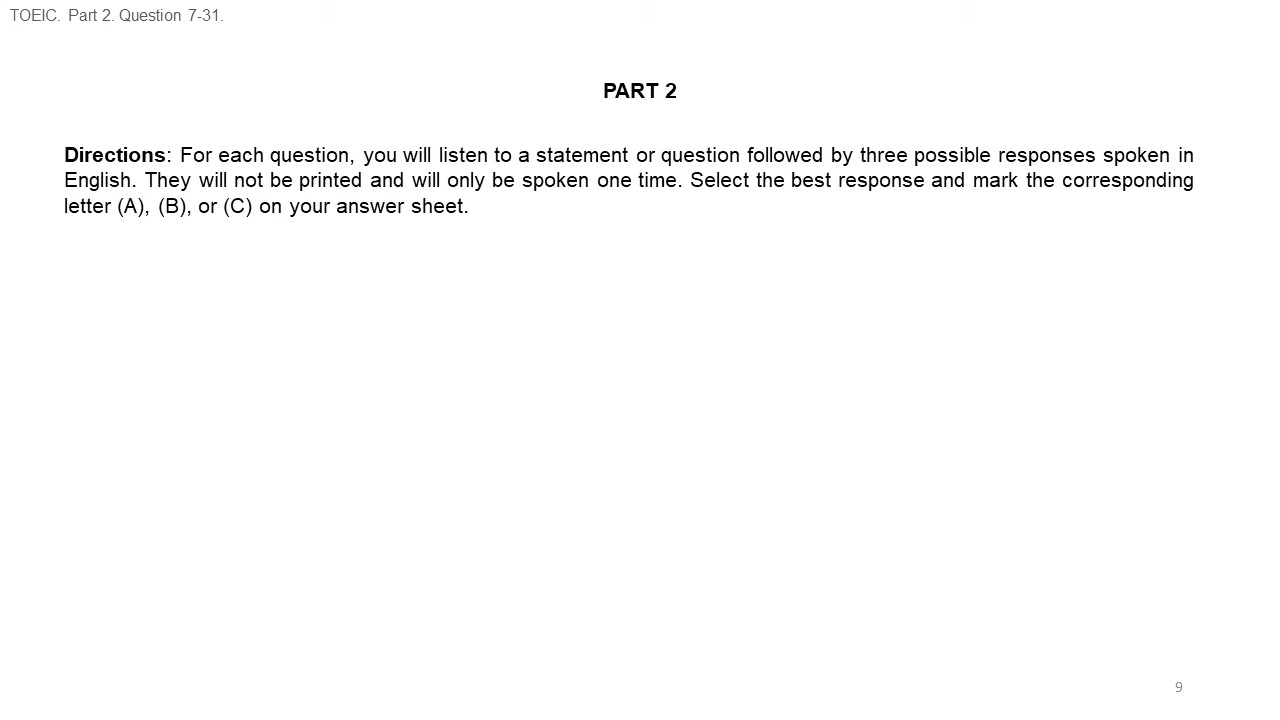 TOEIC. Part 2. Question 7-31.
PART 2
Directions: For each question, you will listen to a statement or question followed by three possible responses spoken in
English. They will not be printed and will only be spoken one time. Select the best response and mark the corresponding
letter (A), (B), or (C) on your answer sheet.
9